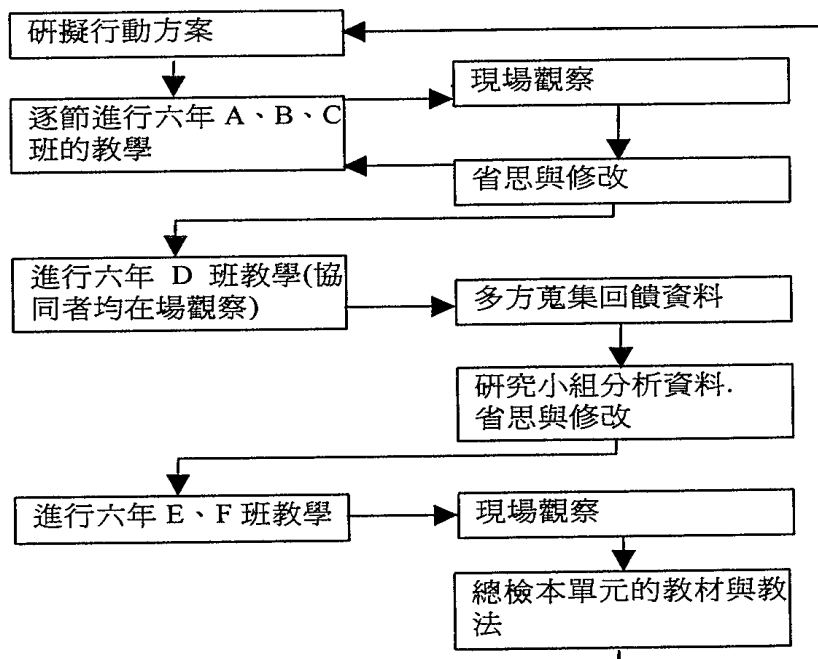 研擬行動方案
現場觀察
逐節進行六年 A、B、C
班的教學
省思與修改
進行六年 D 班教學(協
同者均在場觀察)
多方蒐集回饋資料
研究小組分析資料.
省思與修改
進行六年 E、F 班教學
現場觀察
總檢本單元的教材與教
法